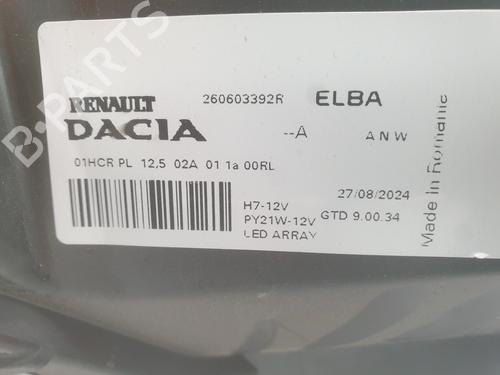 RENAULT 260603392R ELBA
DACIA --A ANW
01HCR PL 12,5 02A 01 1a 00RL
27/08/2024
H7-12V
PY21W-12V GTD 9.00.34
LED ARRAY
Made In Romania
B-PARTS